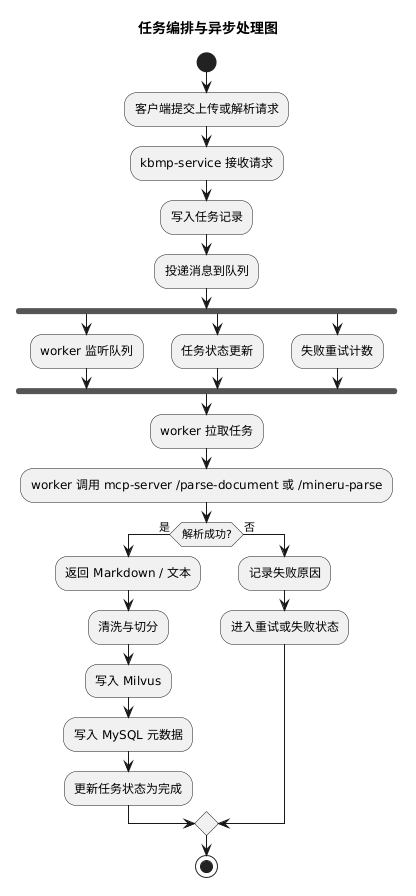 任务编排与异步处理图
客户端提交上传或解析请求
kbmp-service 接收请求
写入任务记录
投递消息到队列
worker 监听队列
任务状态更新
失败重试计数
worker 拉取任务
worker 调用 mcp-server /parse-document 或 /mineru-parse
是
解析成功?
否
返回 Markdown / 文本
记录失败原因
清洗与切分
进入重试或失败状态
写入 Milvus
写入 MySQL 元数据
更新任务状态为完成